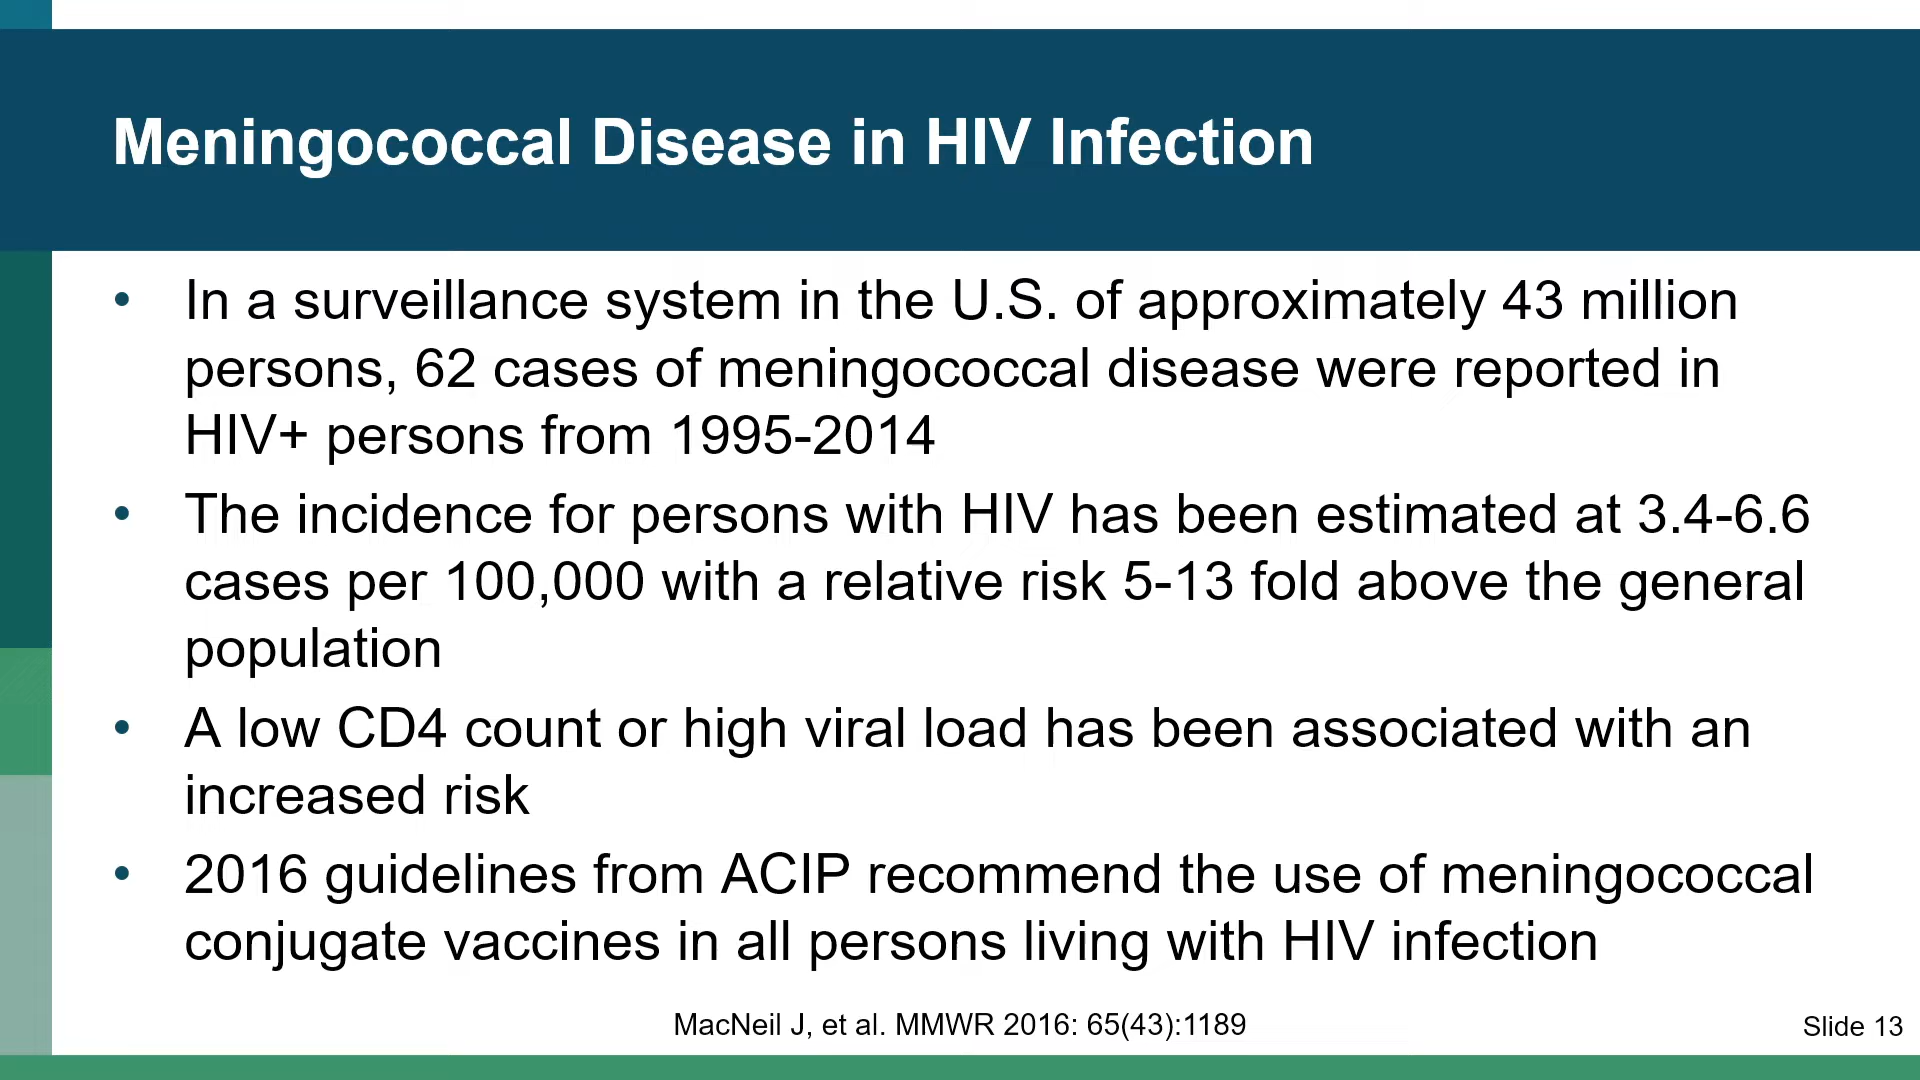 Meningococcal Disease in HIV Infection
• In a surveillance system in the U.S. of approximately 43 million
persons, 62 cases of meningococcal disease were reported in
HIV+ persons from 1995-2014
• The incidence for persons with HIV has been estimated at 3.4-6.6
cases per 100,000 with a relative risk 5-13 fold above the general
population
• A low CD4 count or high viral load has been associated with an
increased risk
• 2016 guidelines from ACIP recommend the use of meningococcal
conjugate vaccines in all persons living with HIV infection
MacNeil J, et al. MMWR 2016: 65(43):1189
Slide 13